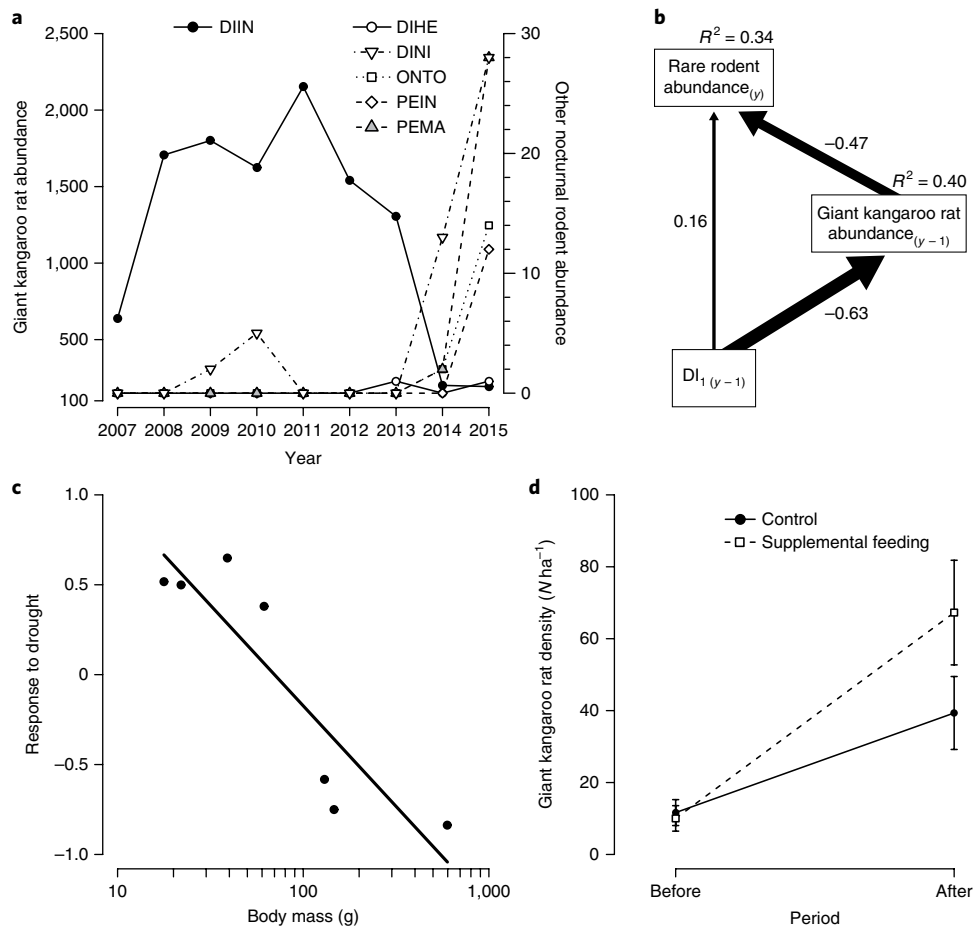 a
DIIN
DIHE
DINI
ONTO
PEIN
PEMA
2,500
2,000
1,500
1,000
500
100
Giant kangaroo rat abundance
30
20
10
0
Other nocturnal rodent abundance
2007 2008 2009 2010 2011 2012 2013 2014 2015
Year
b
R² = 0.34
Rare rodent
abundance(y)
−0.47
R² = 0.40
0.16
Giant kangaroo rat
abundance(y − 1)
−0.63
DI1 (y−1)
c
1.0
0.5
0
−0.5
−1.0
Response to drought
10 100 1,000
Body mass (g)
d
100
80
60
40
20
0
Giant kangaroo rat density (N ha⁻¹)
Control
Supplemental feeding
Before After
Period